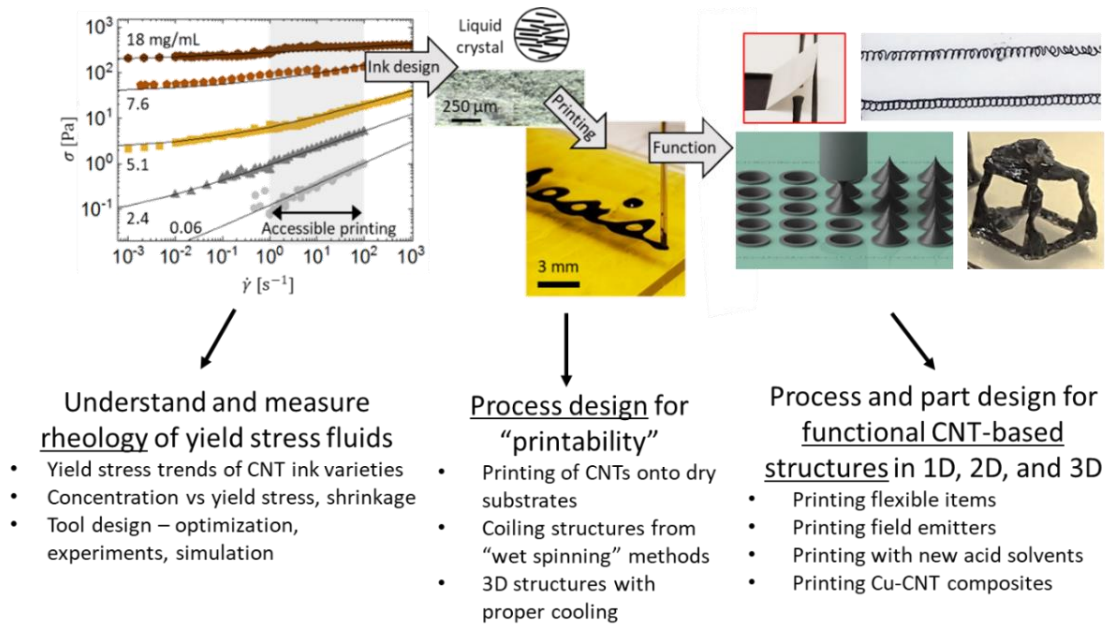 10³
10²
10¹
10⁰
10⁻¹
σ [Pa]
18 mg/mL
7.6
5.1
2.4
0.06
Accessible printing
10⁻³ 10⁻² 10⁻¹ 10⁰ 10¹ 10² 10³
γ̇ [s⁻¹]
Ink design
Liquid
crystal
250 µm
Printing
3 mm
Function
Understand and measure
rheology of yield stress fluids
• Yield stress trends of CNT ink varieties
• Concentration vs yield stress, shrinkage
• Tool design – optimization,
experiments, simulation
Process design for
“printability”
• Printing of CNTs onto dry
substrates
• Coiling structures from
“wet spinning” methods
• 3D structures with
proper cooling
Process and part design for
functional CNT-based
structures in 1D, 2D, and 3D
• Printing flexible items
• Printing field emitters
• Printing with new acid solvents
• Printing Cu-CNT composites